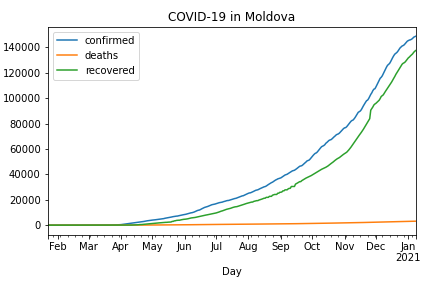 COVID-19 in Moldova
confirmed
deaths
recovered
140000
120000
100000
80000
60000
40000
20000
0
Feb Mar Apr May Jun Jul Aug Sep Oct Nov Dec Jan
2021
Day